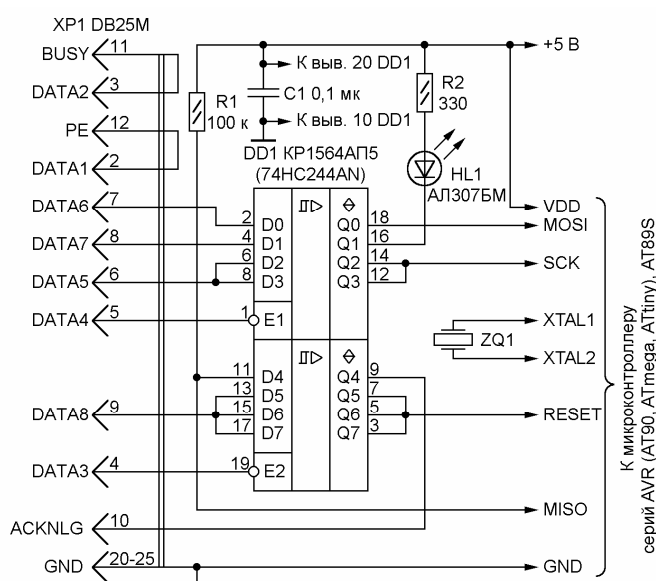 XP1 DB25M
BUSY 11
DATA2 3
PE 12
DATA1 2
DATA6 7
DATA7 8
DATA5 6
DATA4 5
DATA8 9
DATA3 4
ACKNLG 10
GND 20-25
R1
100 к
К выв. 20 DD1
C1 0,1 мк
К выв. 10 DD1
DD1 КР1564АП5
(74HC244AN)
R2
330
HL1
АЛ307БМ
2 D0 Q0 18
4 D1 Q1 16
6 D2 Q2 14
8 D3 Q3 12
1 E1
11 D4 Q4 9
13 D5 Q5 7
15 D6 Q6 5
17 D7 Q7 3
19 E2
+5 В
VDD
MOSI
SCK
XTAL1
ZQ1
XTAL2
RESET
MISO
GND
К микроконтроллеру
серий AVR (AT90, ATmega, ATtiny), AT89S